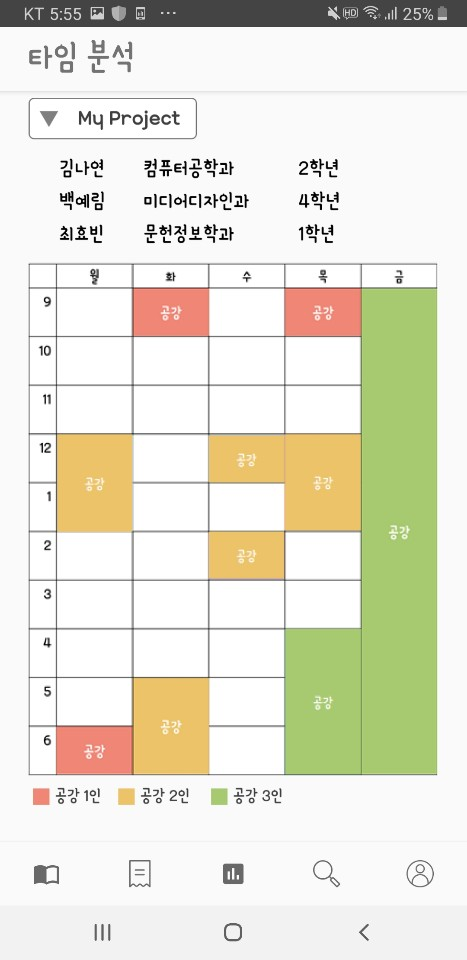 KT 5:55 ... HD 25%
타임 분석
▼ My Project
김나연 컴퓨터공학과 2학년
백예림 미디어디자인과 4학년
최효빈 문헌정보학과 1학년
월 화 수 목 금
9 공강 공강
10
11
12 공강
공강 공강
1
공강
2 공강
3
4
공강
5
공강
6 공강
공강 1인 공강 2인 공강 3인